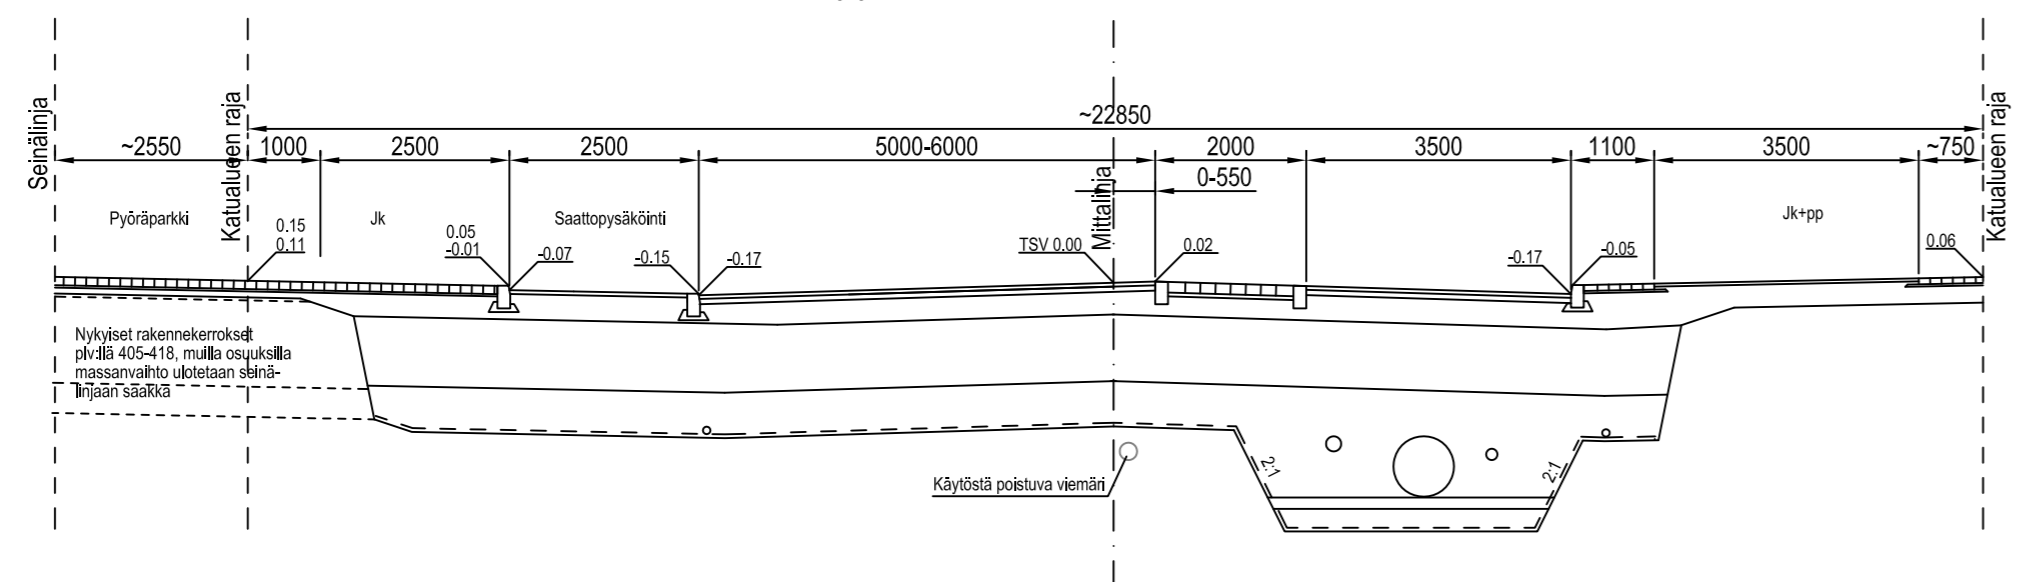 ~22850
~2550
1000
2500
2500
5000-6000
2000
3500
1100
3500
~750
0-550
Seinälinja
Katualueen raja
Mittalinja
Katualueen raja
Pyöräparkki
Jk
Saattopysäköinti
Jk+pp
0.15
0.11
0.05
-0.01
-0.07
-0.15
-0.17
TSV 0.00
0.02
-0.17
-0.05
0.06
Nykyiset rakennekerrokset
plv:llä 405-418, muilla osuuksilla
massanvaihto ulotetaan seinä-
linjaan saakka
Käytöstä poistuva viemäri
2:1
2:1